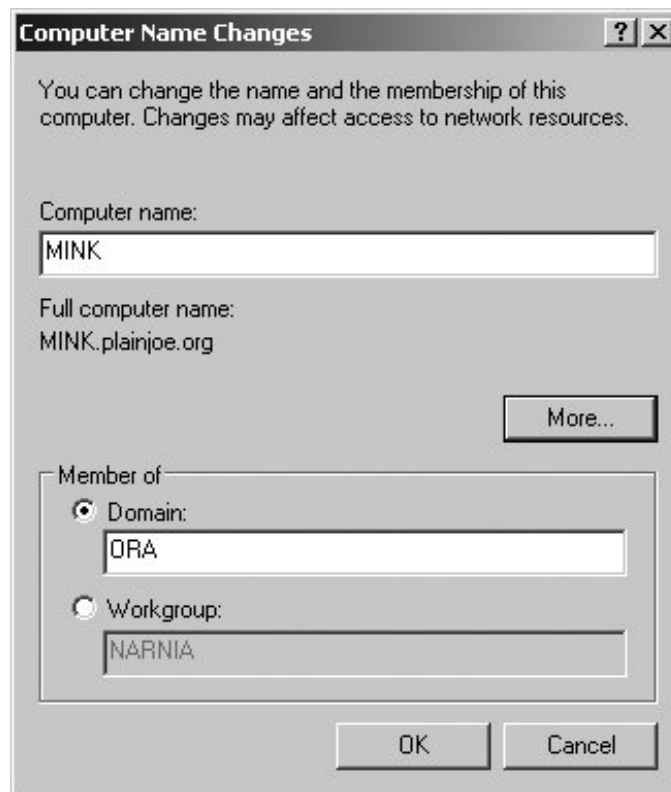 Computer Name Changes
You can change the name and the membership of this
computer. Changes may affect access to network resources.
Computer name:
MINK
Full computer name:
MINK.plainjoe.org
More...
Member of
Domain:
ORA
Workgroup:
NARNIA
OK
Cancel